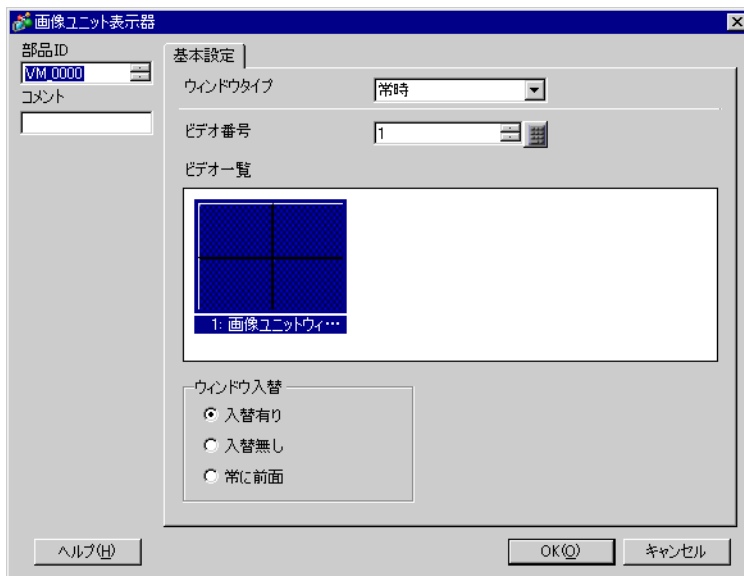 画像ユニット表示器
部品ID
VM_0000
コメント
基本設定
ウィンドウタイプ
常時
ビデオ番号
1
ビデオ一覧
1: 画像ユニットウィ…
ウィンドウ入替
入替有り
入替無し
常に前面
ヘルプ(H)
OK(O)
キャンセル